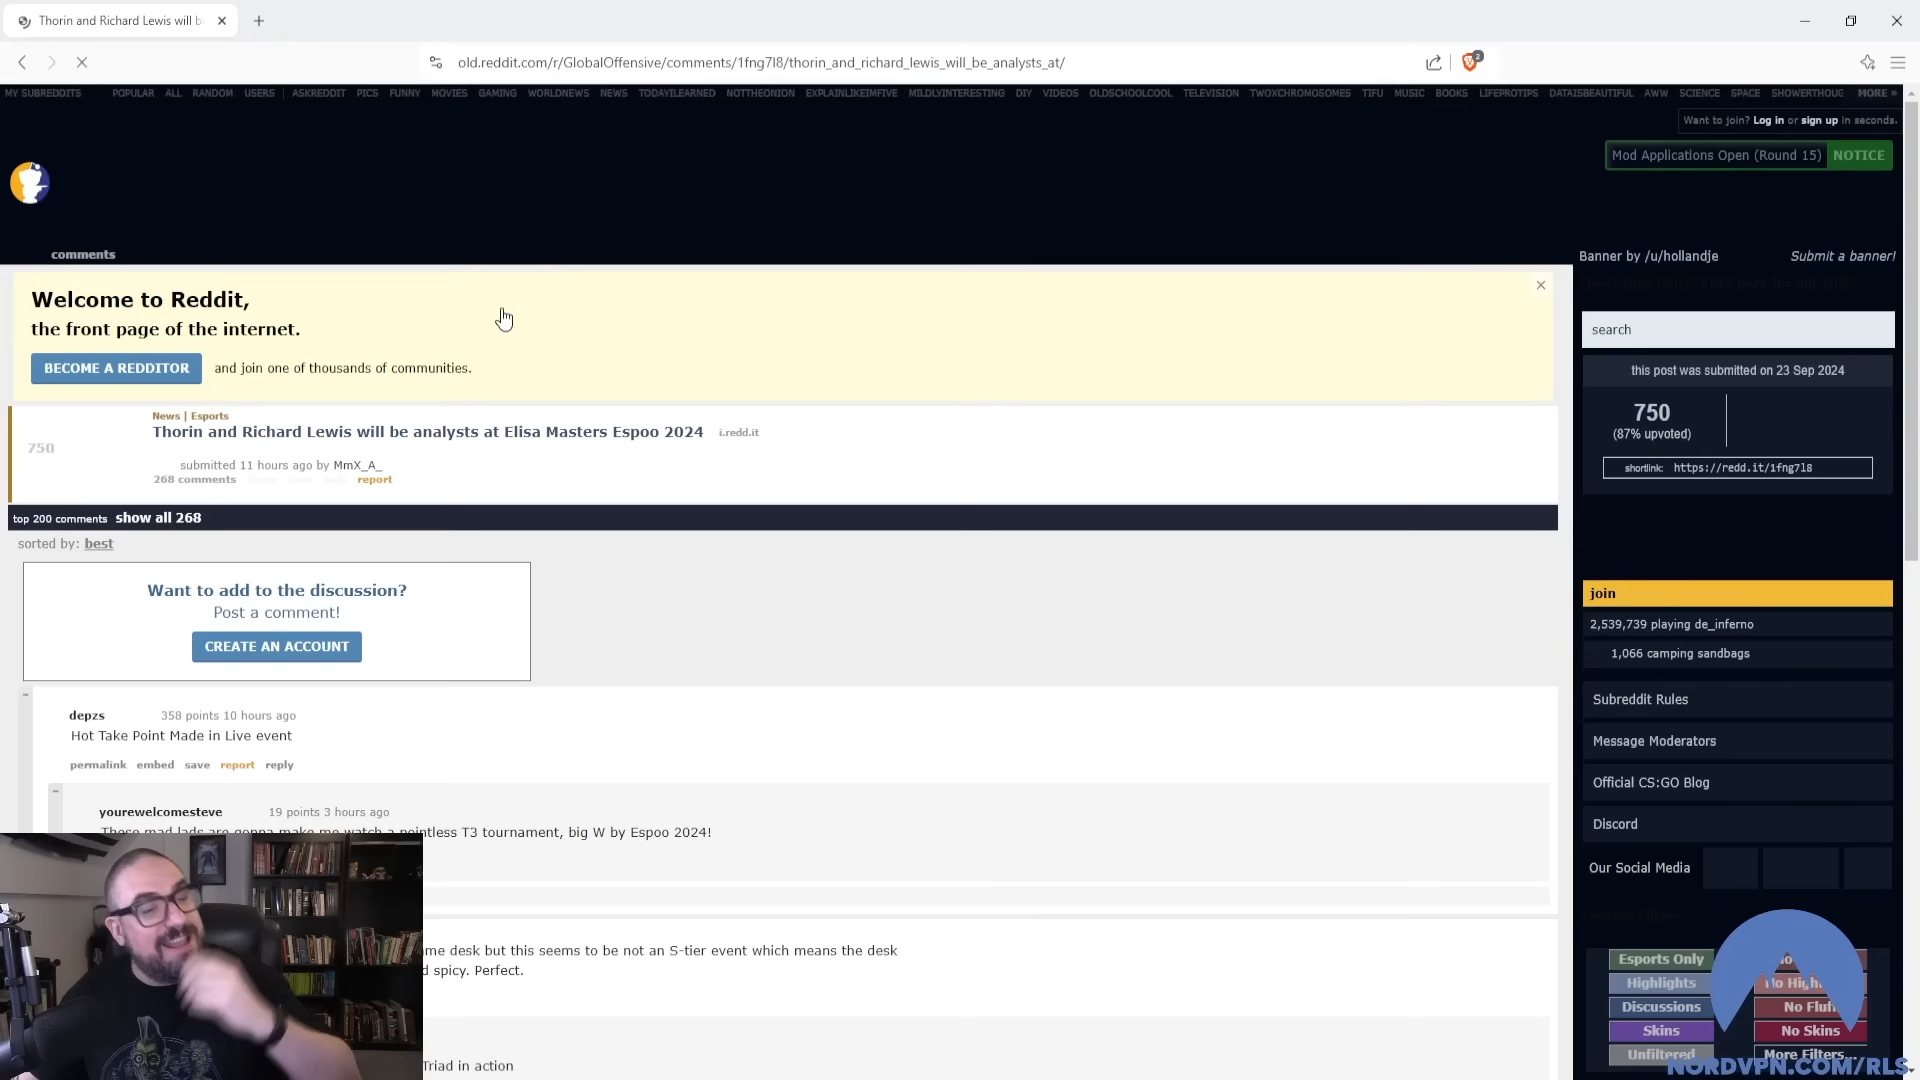 Thorin and Richard Lewis will b
old.reddit.com/r/GlobalOffensive/comments/1fng7l8/thorin_and_richard_lewis_will_be_analysts_at/
2
MY SUBREDDITS POPULAR ALL RANDOM USERS | ASKREDDIT PICS FUNNY MOVIES GAMING WORLDNEWS NEWS TODAYILEARNED NOTTHEONION EXPLAINLIKEIMFIVE MILDLYINTERESTING DIY VIDEOS OLDSCHOOLCOOL TELEVISION TWOXCHROMOSOMES TIFU MUSIC BOOKS LIFEPROTIPS DATAISBEAUTIFUL AWW SCIENCE SPACE SHOWERTHOUG MORE »
Want to join? Log in or sign up in seconds.
Mod Applications Open (Round 15) NOTICE
comments
Banner by /u/hollandje Submit a banner!
Welcome to Reddit,
the front page of the internet.
BECOME A REDDITOR and join one of thousands of communities.
search
this post was submitted on 23 Sep 2024
750
(87% upvoted)
shortlink: https://redd.it/1fng7l8
News | Esports
750
Thorin and Richard Lewis will be analysts at Elisa Masters Espoo 2024 i.redd.it
submitted 11 hours ago by MmX_A_
268 comments report
top 200 comments show all 268
sorted by: best
Want to add to the discussion?
Post a comment!
CREATE AN ACCOUNT
join
2,539,739 playing de_inferno
1,066 camping sandbags
Subreddit Rules
Message Moderators
Official CS:GO Blog
Discord
Our Social Media
depzs 358 points 10 hours ago
Hot Take Point Made in Live event
permalink embed save report reply
yourewelcomesteve 19 points 3 hours ago
These mad lads are gonna make me watch a pointless T3 tournament, big W by Espoo 2024!
me desk but this seems to be not an S-tier event which means the desk
d spicy. Perfect.
Triad in action
Esports Only
Highlights No High
Discussions No Fluf
Skins No Skins
Unfiltered More Filters...
NORDVPN.COM/RLS